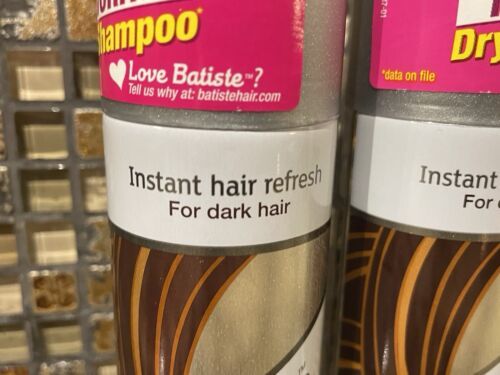 hampoo*
Love Batiste™?
Tell us why at: batistehair.com
Instant hair refresh
For dark hair
Dry
*data on file
Instant
For